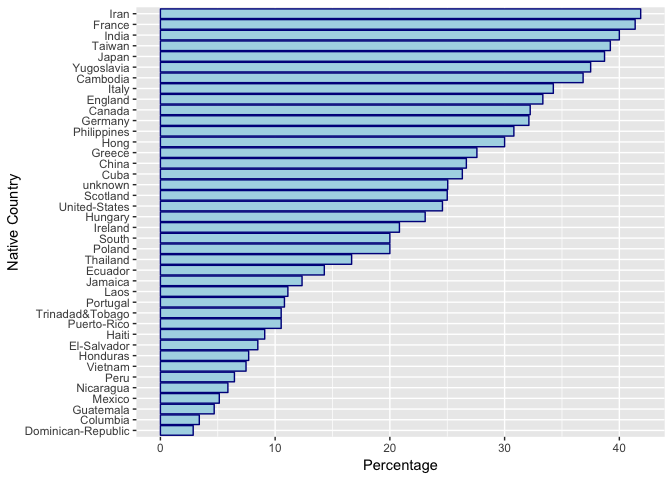 Iran
France
India
Taiwan
Japan
Yugoslavia
Cambodia
Italy
England
Canada
Germany
Philippines
Hong
Greece
China
Cuba
unknown
Scotland
United-States
Hungary
Ireland
South
Poland
Thailand
Ecuador
Jamaica
Laos
Portugal
Trinadad&Tobago
Puerto-Rico
Haiti
El-Salvador
Honduras
Vietnam
Peru
Nicaragua
Mexico
Guatemala
Columbia
Dominican-Republic
Native Country
0 10 20 30 40
Percentage